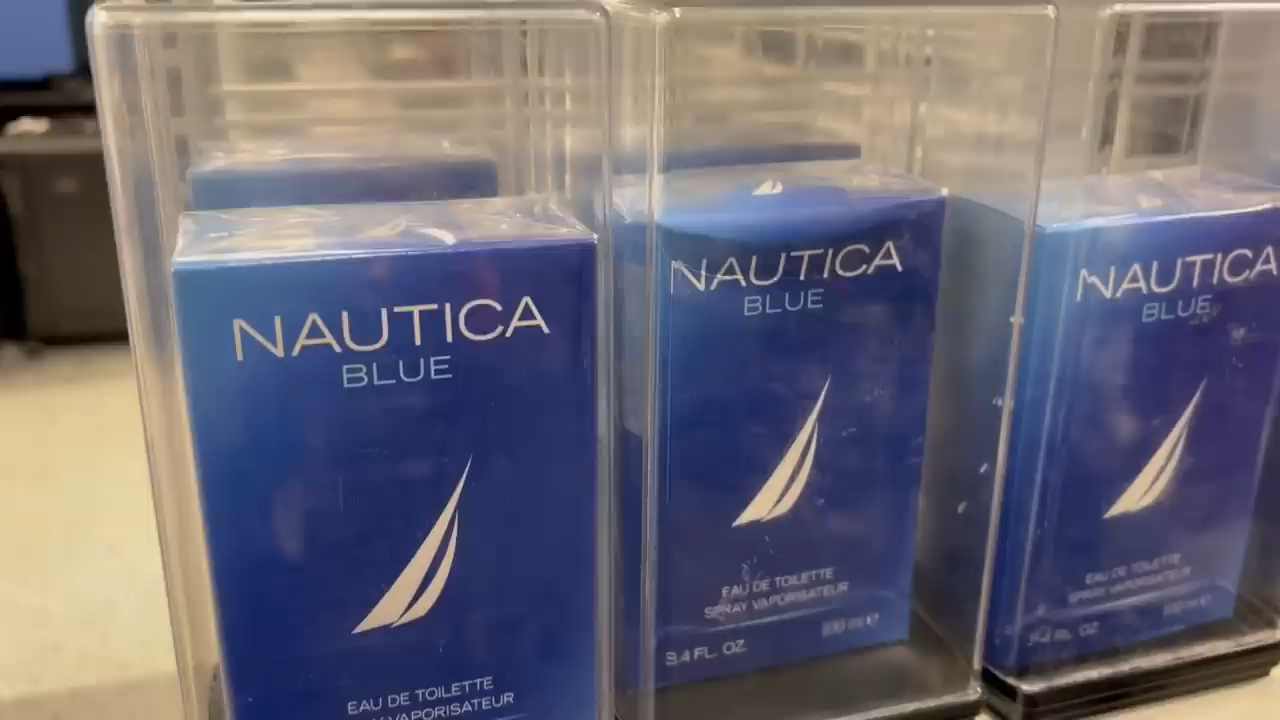 NAUTICA
BLUE
EAU DE TOILETTE
VAPORISATEUR
NAUTICA
BLUE
EAU DE TOILETTE
SPRAY VAPORISATEUR
100 ml e
3.4 FL. OZ.
NAUTICA
BLUE
EAU DE TOILETTE
SPRAY VAPORISATEUR